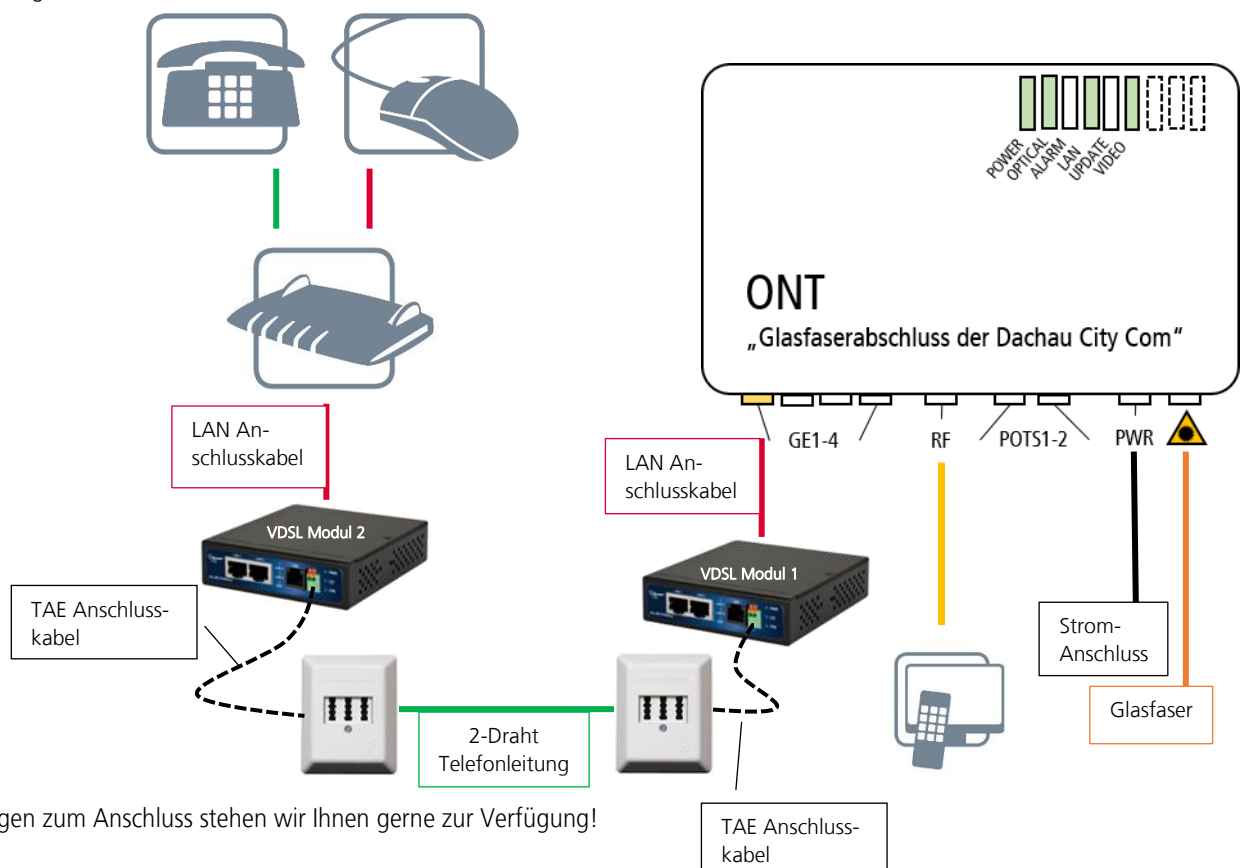 POWER
OPTICAL
ALARM
LAN
UPDATE
VIDEO
ONT
„Glasfaserabschluss der Dachau City Com“
GE1-4
RF
POTS1-2
PWR
LAN An-
schlusskabel
LAN An-
schlusskabel
VDSL Modul 2
VDSL Modul 1
TAE Anschluss-
kabel
Strom-
Anschluss
Glasfaser
2-Draht
Telefonleitung
gen zum Anschluss stehen wir Ihnen gerne zur Verfügung!
TAE Anschluss-
kabel